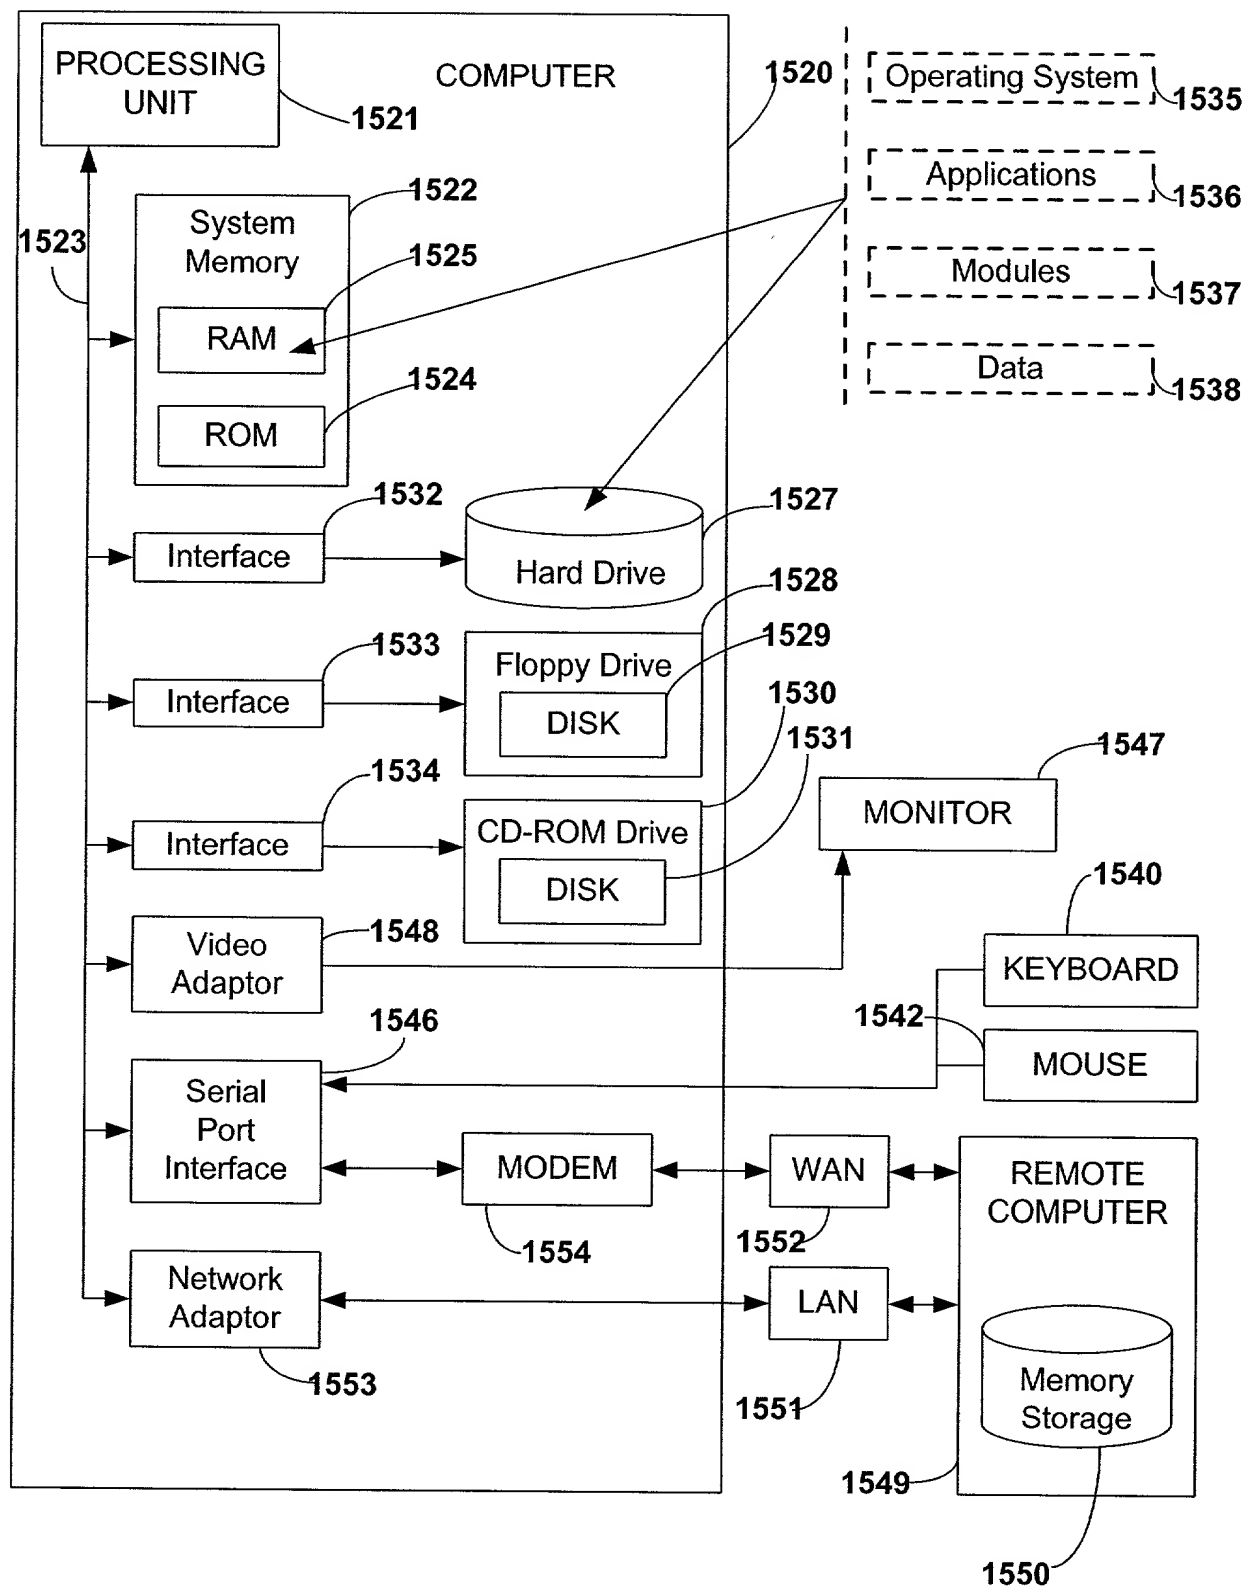 PROCESSING
UNIT
1521
COMPUTER
1520
Operating System
1535
Applications
1536
Modules
1537
Data
1538
1523
System
Memory
1522
1525
RAM
1524
ROM
1532
Interface
Hard Drive
1527
1533
Interface
Floppy Drive
1528
1529
DISK
1534
Interface
CD-ROM Drive
1530
1531
DISK
1547
MONITOR
Video
Adaptor
1548
1540
KEYBOARD
1542
MOUSE
1546
Serial
Port
Interface
MODEM
1554
WAN
1552
REMOTE
COMPUTER
Network
Adaptor
1553
LAN
1551
Memory
Storage
1549
1550